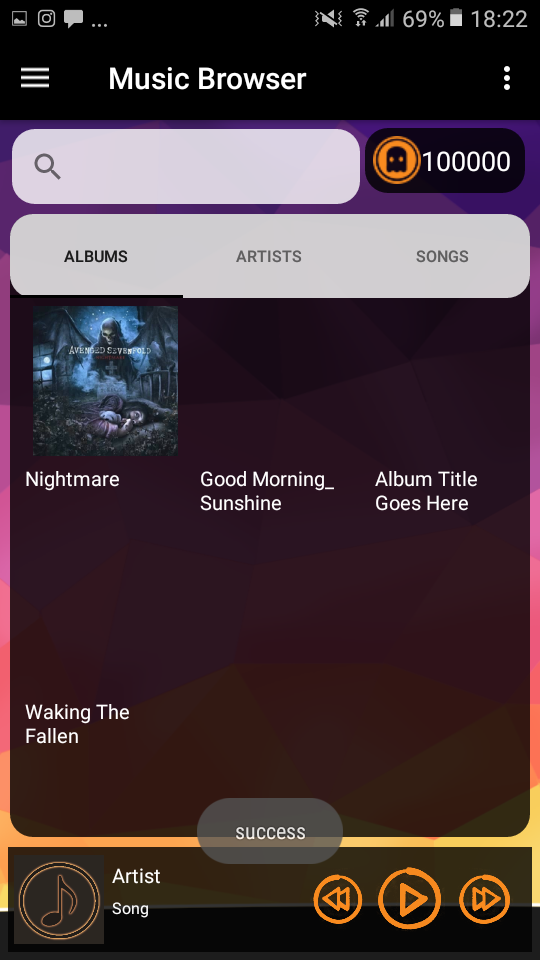 ...
69%
18:22
Music Browser
100000
ALBUMS
ARTISTS
SONGS
AVENGED SEVENFOLD
NIGHTMARE
Nightmare
Good Morning_
Sunshine
Album Title
Goes Here
Waking The
Fallen
success
Artist
Song